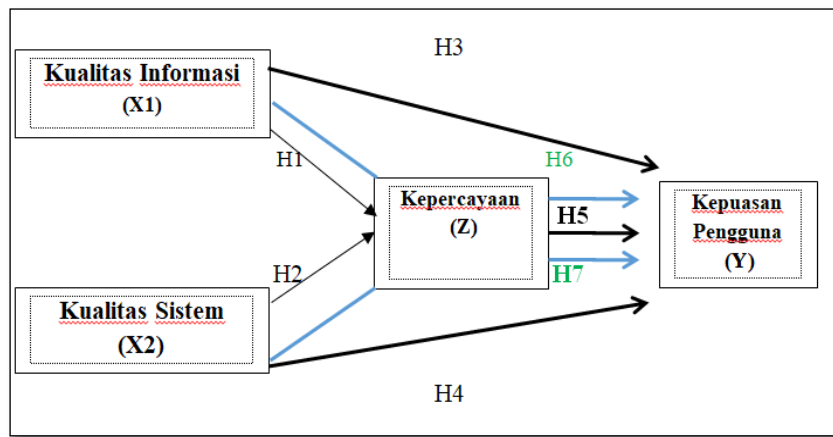 H3
Kualitas Informasi
(X1)
H1
H6
Kepercayaan
(Z)
H5
Kepuasan
Pengguna
(Y)
H7
H2
Kualitas Sistem
(X2)
H4